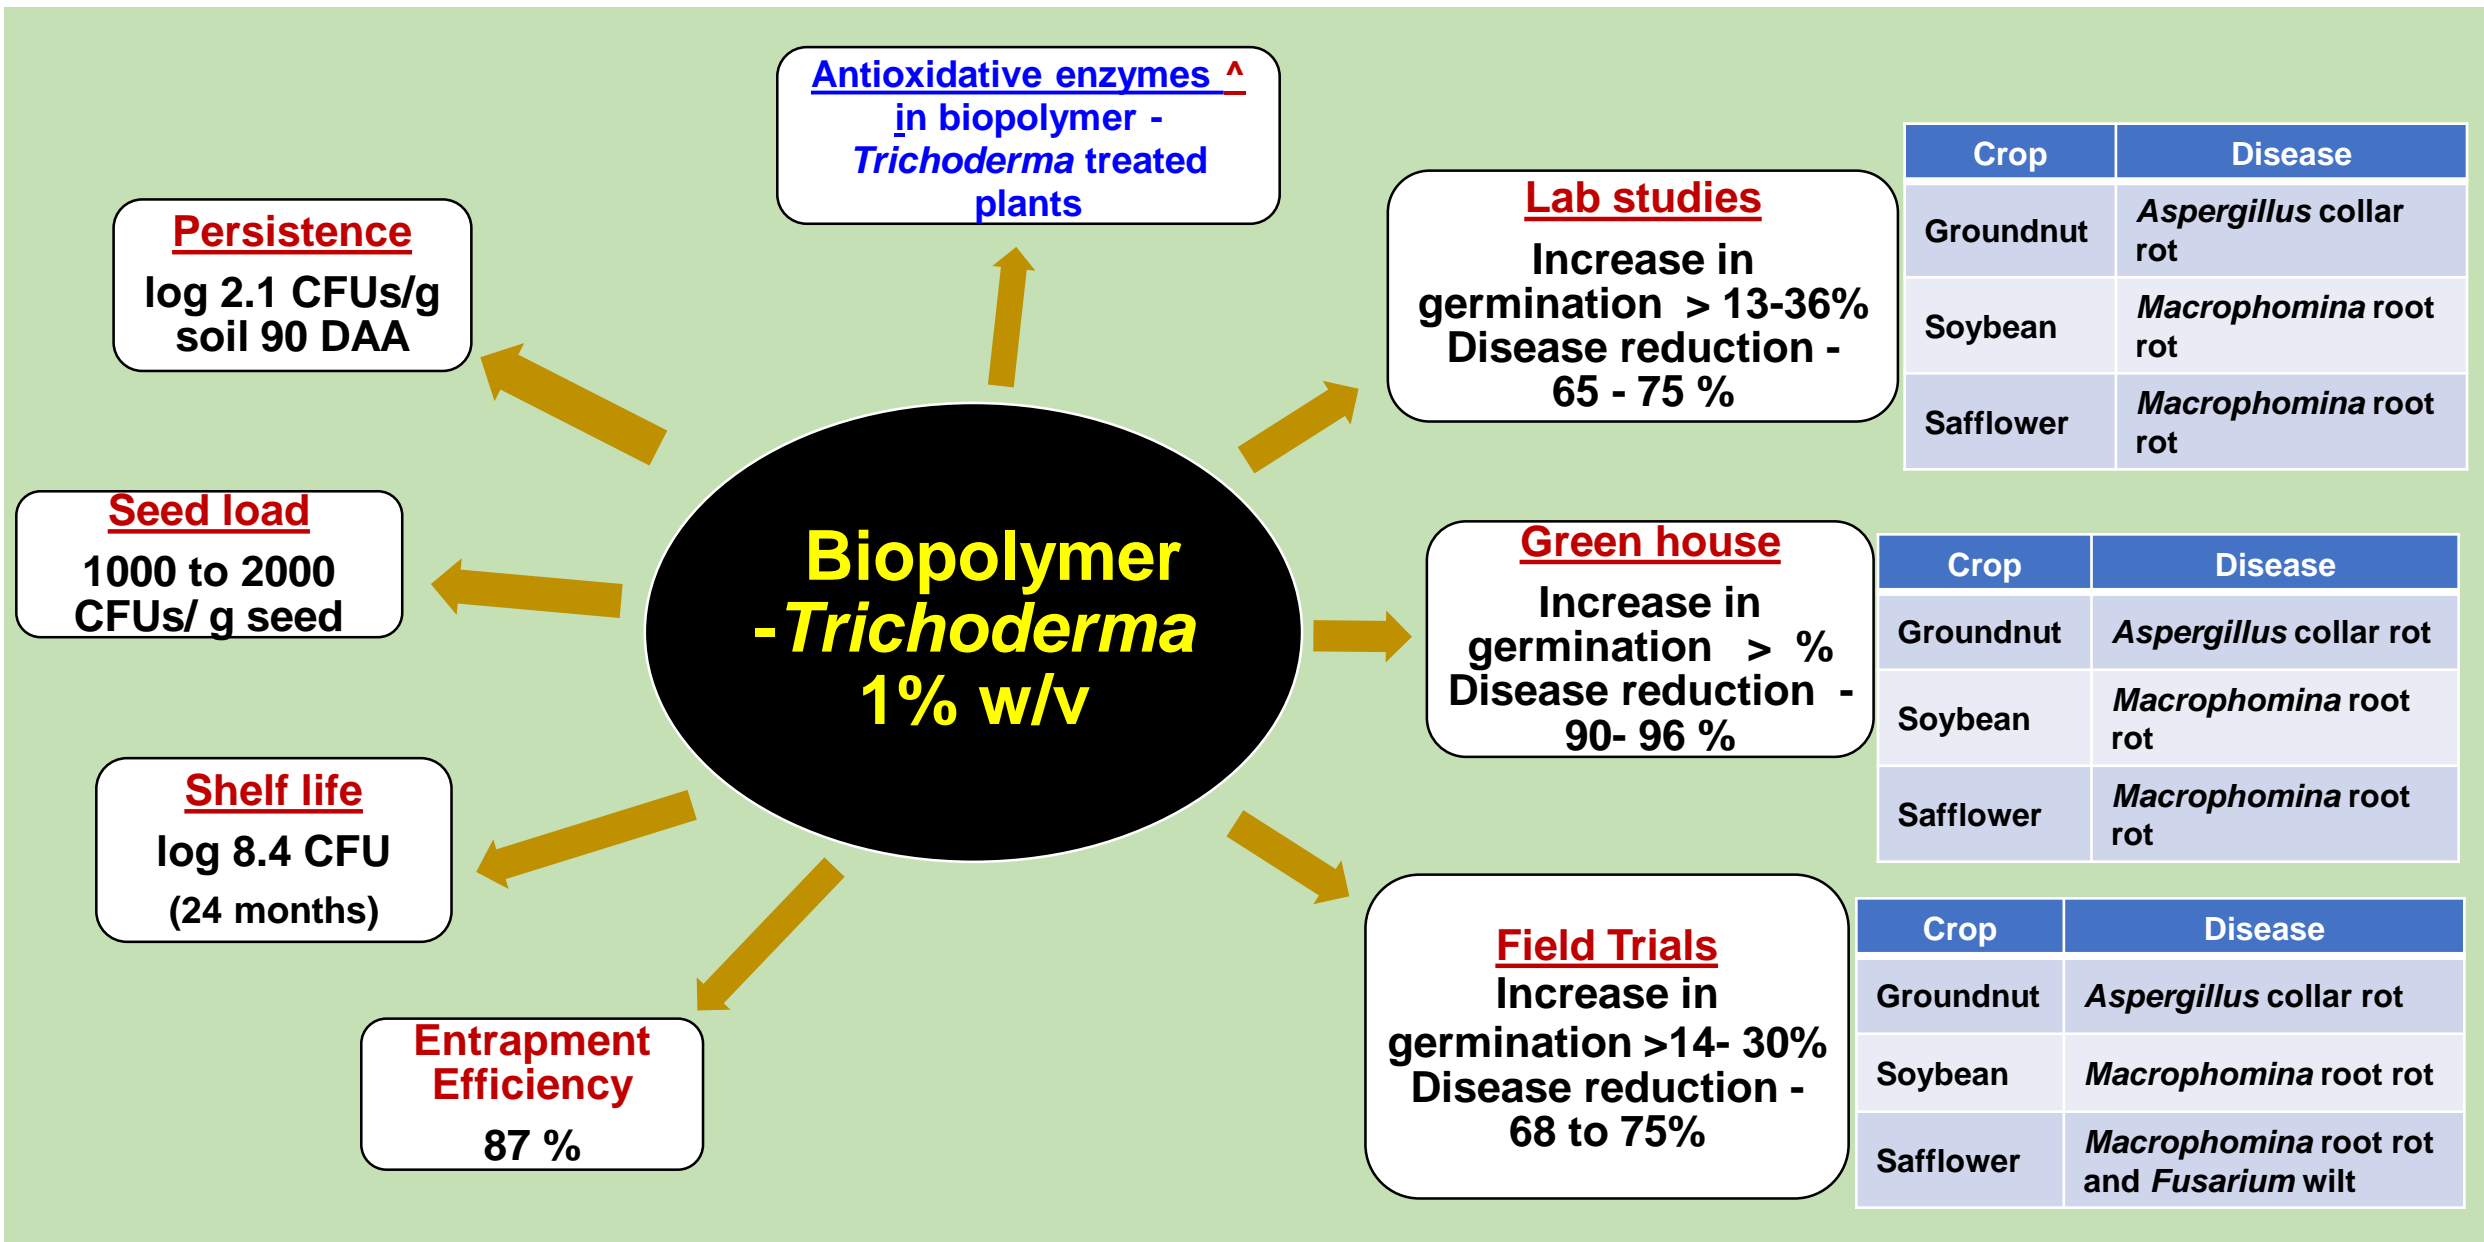 Antioxidative enzymes ^
in biopolymer -
Trichoderma treated
plants
Persistence
log 2.1 CFUs/g
soil 90 DAA
Seed load
1000 to 2000
CFUs/ g seed
Shelf life
log 8.4 CFU
(24 months)
Entrapment
Efficiency
87 %
Biopolymer
-Trichoderma
1% w/v
Lab studies
Increase in
germination > 13-36%
Disease reduction -
65 - 75 %
Crop Disease
Groundnut Aspergillus collar
rot
Soybean Macrophomina root
rot
Safflower Macrophomina root
rot
Green house
Increase in
germination > %
Disease reduction -
90- 96 %
Crop Disease
Groundnut Aspergillus collar rot
Soybean Macrophomina root
rot
Safflower Macrophomina root
rot
Field Trials
Increase in
germination >14- 30%
Disease reduction -
68 to 75%
Crop Disease
Groundnut Aspergillus collar rot
Soybean Macrophomina root rot
Safflower Macrophomina root rot
and Fusarium wilt